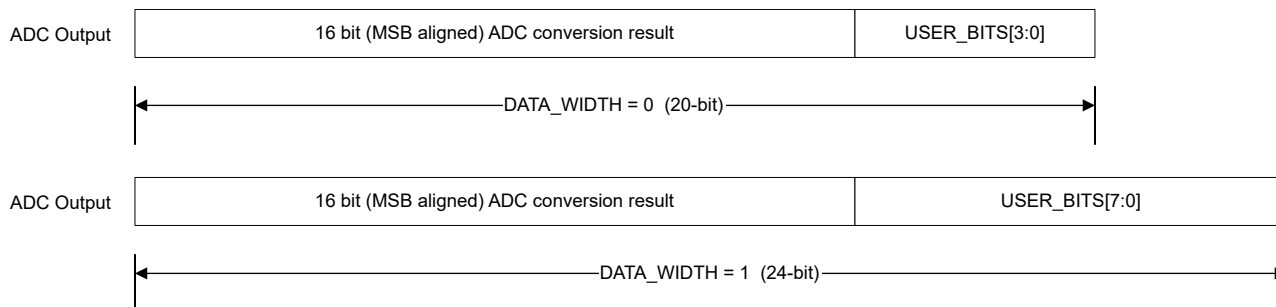 ADC Output
16 bit (MSB aligned) ADC conversion result
USER_BITS[3:0]
DATA_WIDTH = 0 (20-bit)
ADC Output
16 bit (MSB aligned) ADC conversion result
USER_BITS[7:0]
DATA_WIDTH = 1 (24-bit)